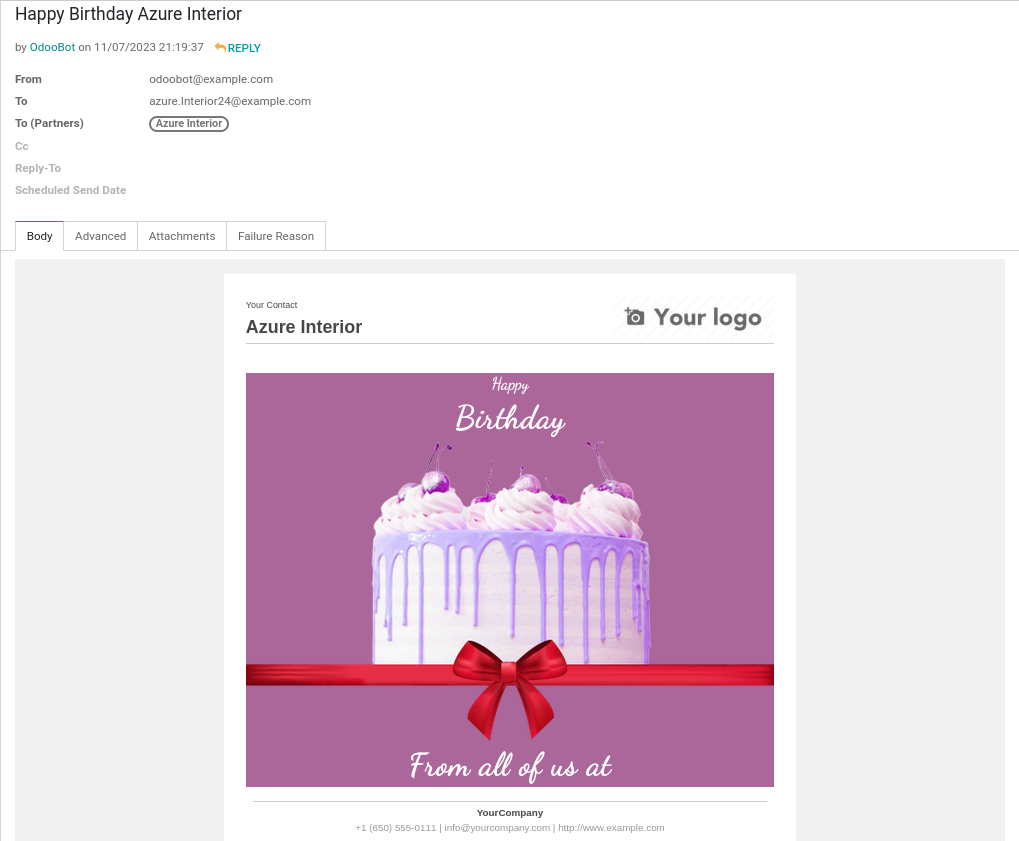 Happy Birthday Azure Interior
by OdooBot on 11/07/2023 21:19:37 REPLY
From odoobot@example.com
To azure.Interior24@example.com
To (Partners) Azure Interior
Cc
Reply-To
Scheduled Send Date
Body Advanced Attachments Failure Reason
Your Contact
Azure Interior
Your logo
Happy
Birthday
From all of us at
YourCompany
+1 (650) 555-0111 | info@yourcompany.com | http://www.example.com